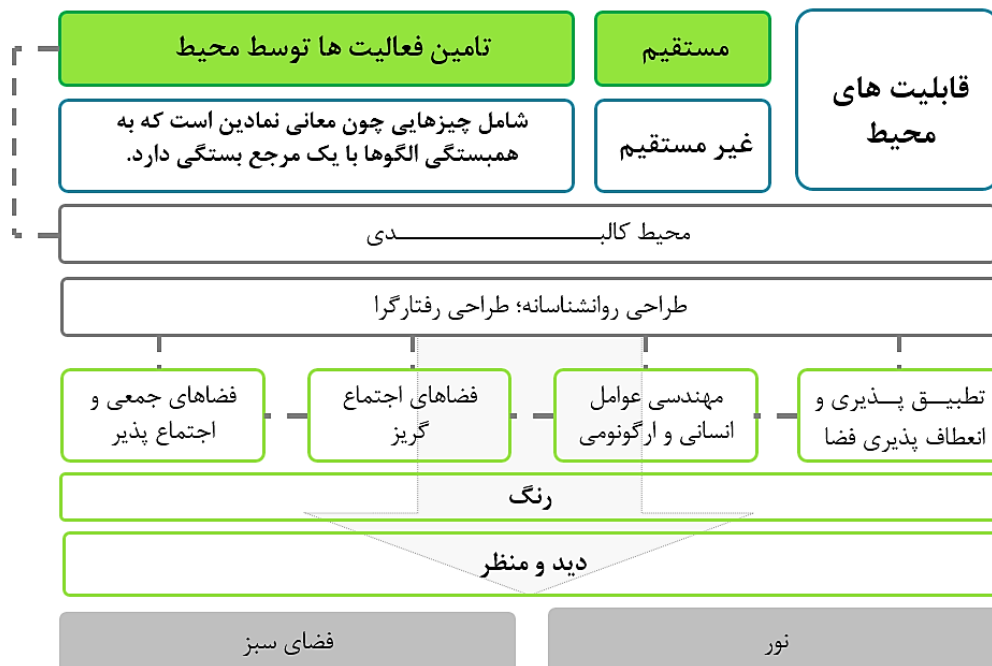 قابلیت های
محیط
مستقیم
تامین فعالیت ها توسط محیط
غیر مستقیم
شامل چیزهایی چون معانی نمادین است که به
همبستگی الگوها با یک مرجع بستگی دارد.
محیط کالبـــــــــــــــــــــــدی
طراحی روانشناسانه؛ طراحی رفتارگرا
تطبیــق پــذیری و
انعطاف پذیری فضا
مهندسی عوامل
انسانی و ارگونومی
فضاهای اجتماع
گریز
فضاهای جمعی و
اجتماع پذیر
رنگ
دید و منظر
نور
فضای سبز